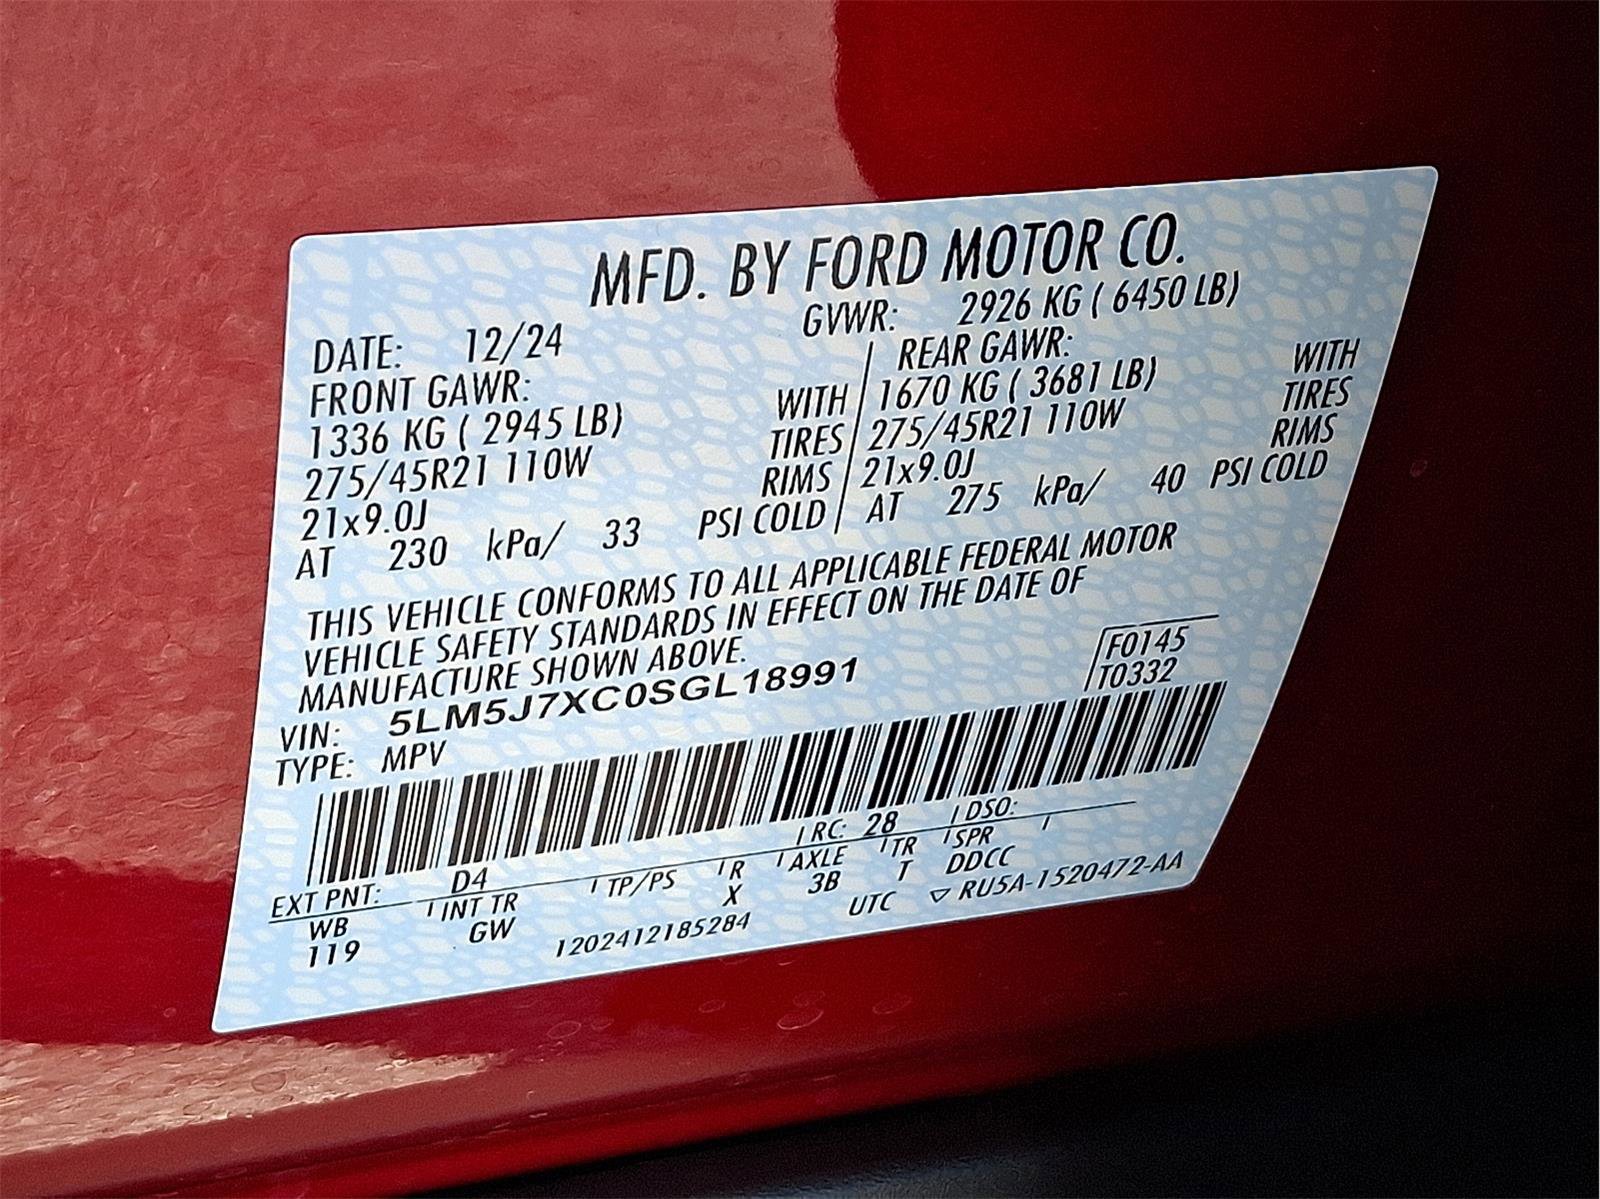 MFD. BY FORD MOTOR CO.
DATE: 12/24 GVWR: 2926 KG ( 6450 LB)
FRONT GAWR: REAR GAWR:
1336 KG ( 2945 LB) WITH 1670 KG ( 3681 LB) WITH
275/45R21 110W TIRES 275/45R21 110W TIRES
21x9.0J RIMS 21x9.0J RIMS
AT 230 kPa/ 33 PSI COLD AT 275 kPa/ 40 PSI COLD
THIS VEHICLE CONFORMS TO ALL APPLICABLE FEDERAL MOTOR
VEHICLE SAFETY STANDARDS IN EFFECT ON THE DATE OF
MANUFACTURE SHOWN ABOVE.
VIN: 5LM5J7XC0SGL18991 F0145
TYPE: MPV T0332
EXT PNT: D4 RC: 28 DSO:
WB INT TR TP/PS R AXLE TR SPR
119 GW X 3B T DDCC
1202412185284 UTC ▽ RU5A-1520472-AA